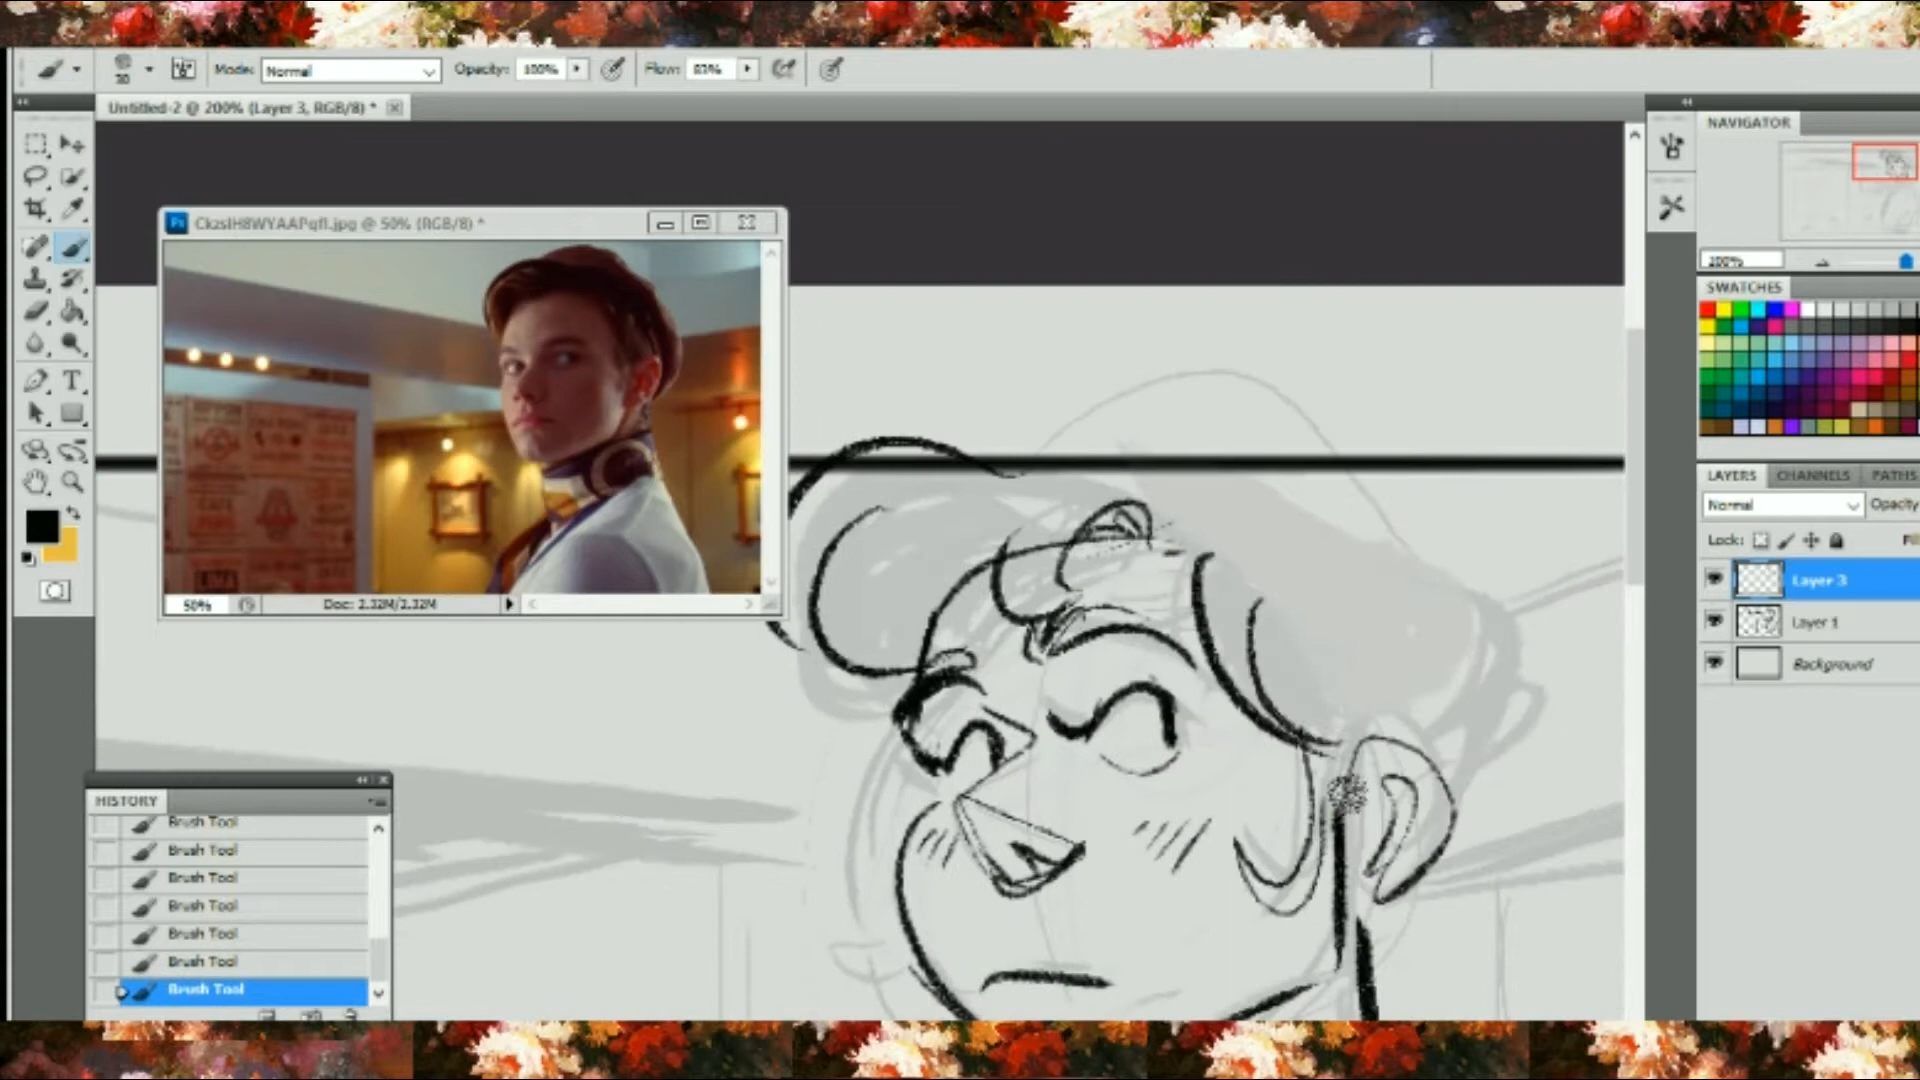 30
Mode: Normal
Opacity: 100%
Flow: 83%
Untitled-2 @ 200% (Layer 3, RGB/8) *
NAVIGATOR
200%
SWATCHES
50% (RGB/8) *
Ps
50%
Doc: 2.32M/2.32M
T
HISTORY
Brush Tool
Brush Tool
Brush Tool
Brush Tool
Brush Tool
Brush Tool
Brush Tool
LAYERS
CHANNELS
PATHS
Normal
Opacity
Lock:
Layer 3
Layer 1
Background